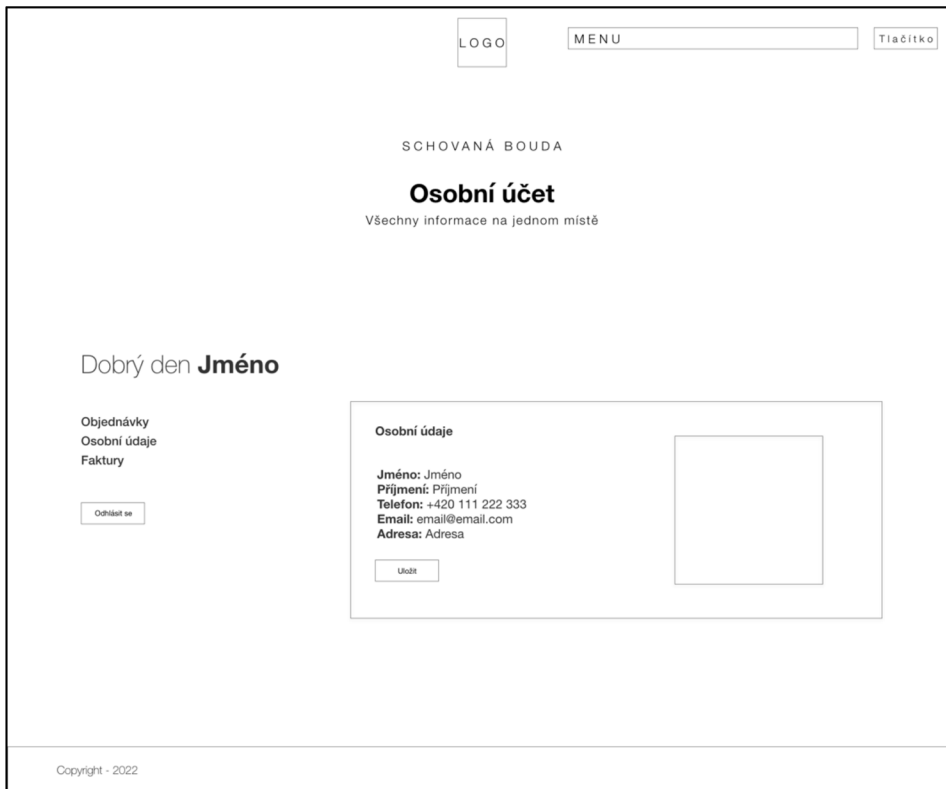 LOGO
MENU
Tlačítko
SCHOVANÁ BOUDA
Osobní účet
Všechny informace na jednom místě
Dobrý den Jméno
Objednávky
Osobní údaje
Faktury
Odhlásit se
Osobní údaje
Jméno: Jméno
Příjmení: Příjmení
Telefon: +420 111 222 333
Email: email@email.com
Adresa: Adresa
Uložit
Copyright - 2022